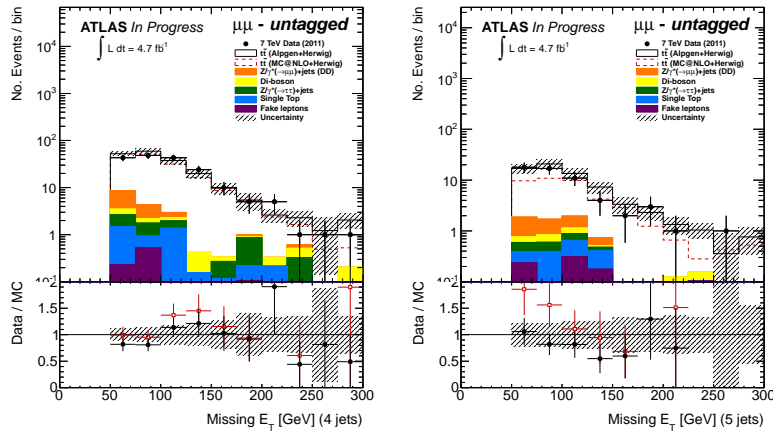 ATLAS In Progress
μμ - untagged
∫ L dt = 4.7 fb⁻¹
7 TeV Data (2011)
tt̄ (Alpgen+Herwig)
tt̄ (MC@NLO+Herwig)
Z/γ*(→μμ)+jets (DD)
Di-boson
Z/γ*(→ττ)+jets
Single Top
Fake leptons
Uncertainty
No. Events / bin
10⁴
10³
10²
10
1
10⁻¹
Data / MC
2
1.5
1
0.5
0
0 50 100 150 200 250 300
Missing E_T [GeV] (4 jets)
ATLAS In Progress
μμ - untagged
∫ L dt = 4.7 fb⁻¹
7 TeV Data (2011)
tt̄ (Alpgen+Herwig)
tt̄ (MC@NLO+Herwig)
Z/γ*(→μμ)+jets (DD)
Di-boson
Z/γ*(→ττ)+jets
Single Top
Fake leptons
Uncertainty
No. Events / bin
10⁴
10³
10²
10
1
10⁻¹
Data / MC
2
1.5
1
0.5
0
0 50 100 150 200 250 300
Missing E_T [GeV] (5 jets)